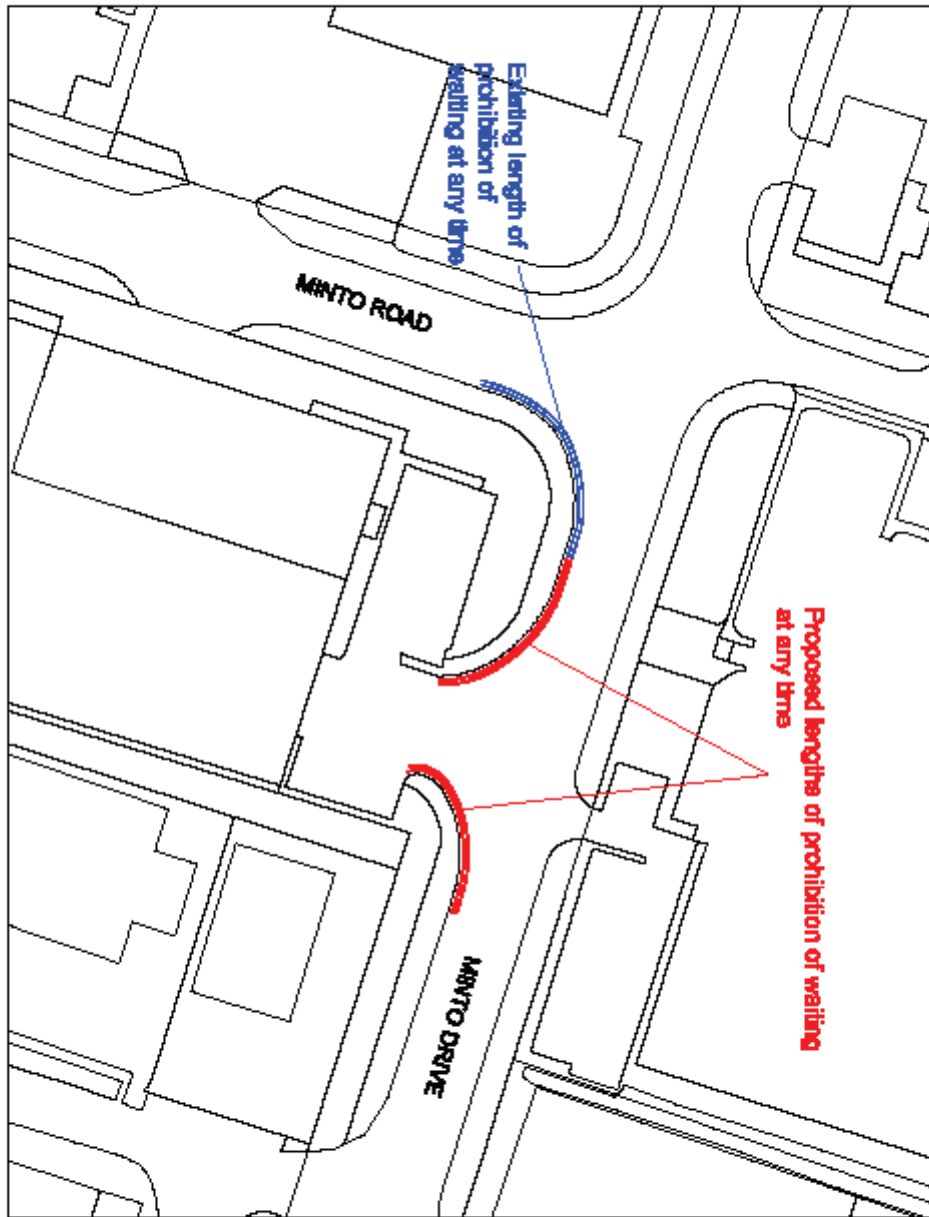 Existing length of
prohibition of
waiting at any time
MINTO ROAD
Proposed lengths of prohibition of waiting
at any time
MINTO DRIVE